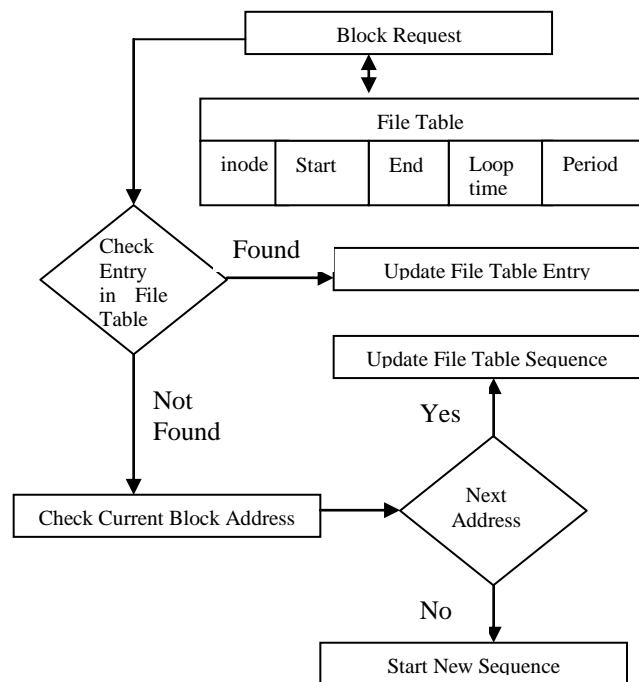 Block Request
File Table
inode
Start
End
Loop
time
Period
Check
Entry
in File
Table
Found
Update File Table Entry
Update File Table Sequence
Not
Found
Yes
Check Current Block Address
Next
Address
No
Start New Sequence